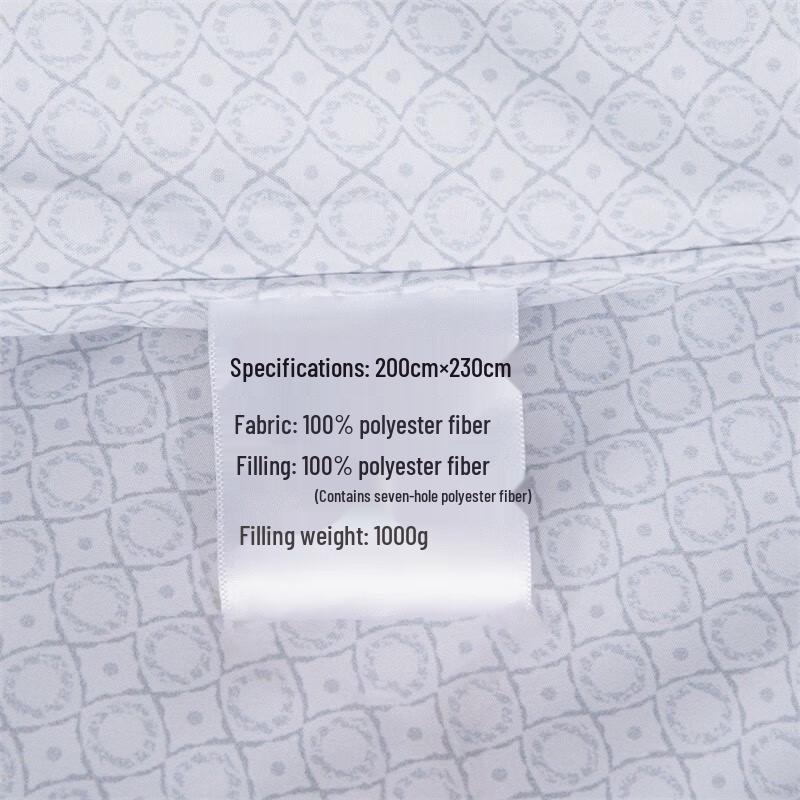 Specifications: 200cm×230cm
Fabric: 100% polyester fiber
Filling: 100% polyester fiber
(Contains seven-hole polyester fiber)
Filling weight: 1000g